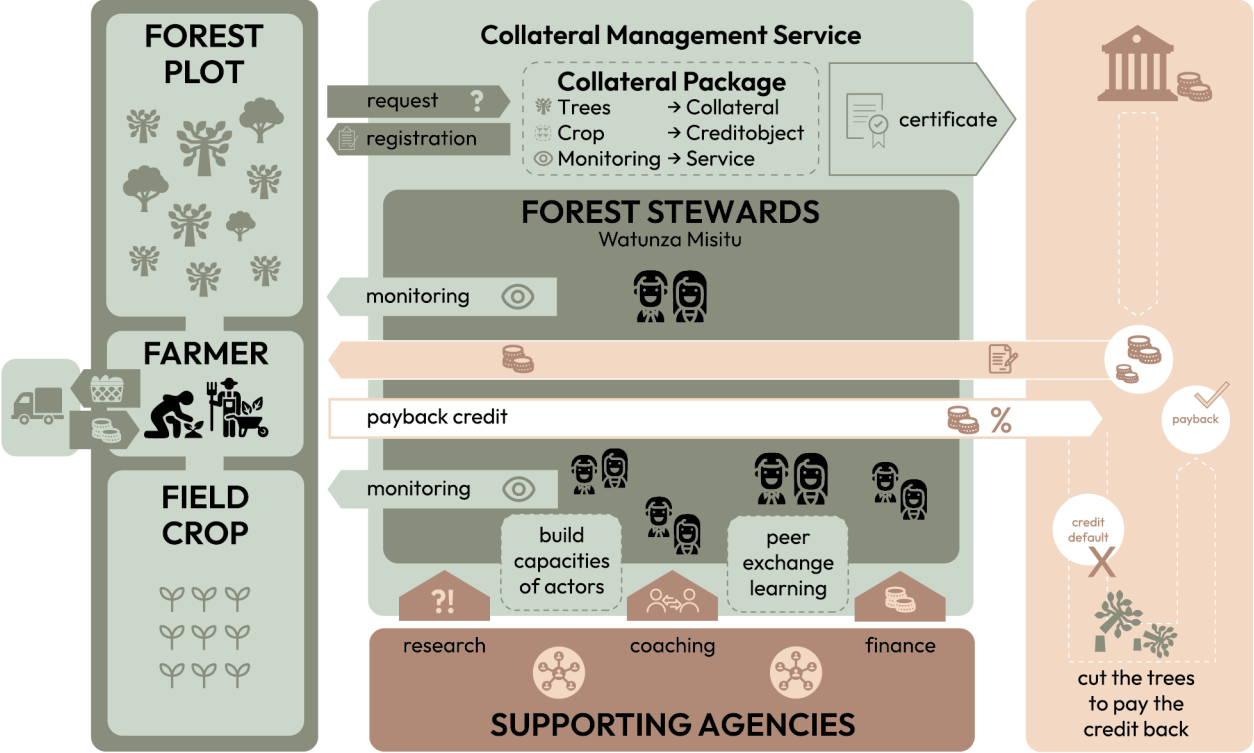 FOREST
PLOT
FARMER
FIELD
CROP
Collateral Management Service
request ?
registration
Collateral Package
Trees → Collateral
Crop → Creditobject
Monitoring → Service
certificate
FOREST STEWARDS
Watunza Misitu
monitoring
payback credit %
monitoring
build
capacities
of actors
peer
exchange
learning
?!
research
coaching
finance
SUPPORTING AGENCIES
payback
credit
default
X
cut the trees
to pay the
credit back